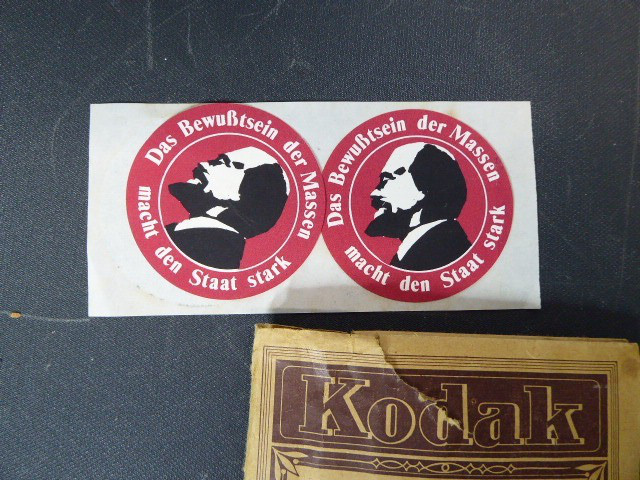 Das Bewußtsein der Massen
macht den Staat stark
Das Bewußtsein der Massen
macht den Staat stark
Kodak